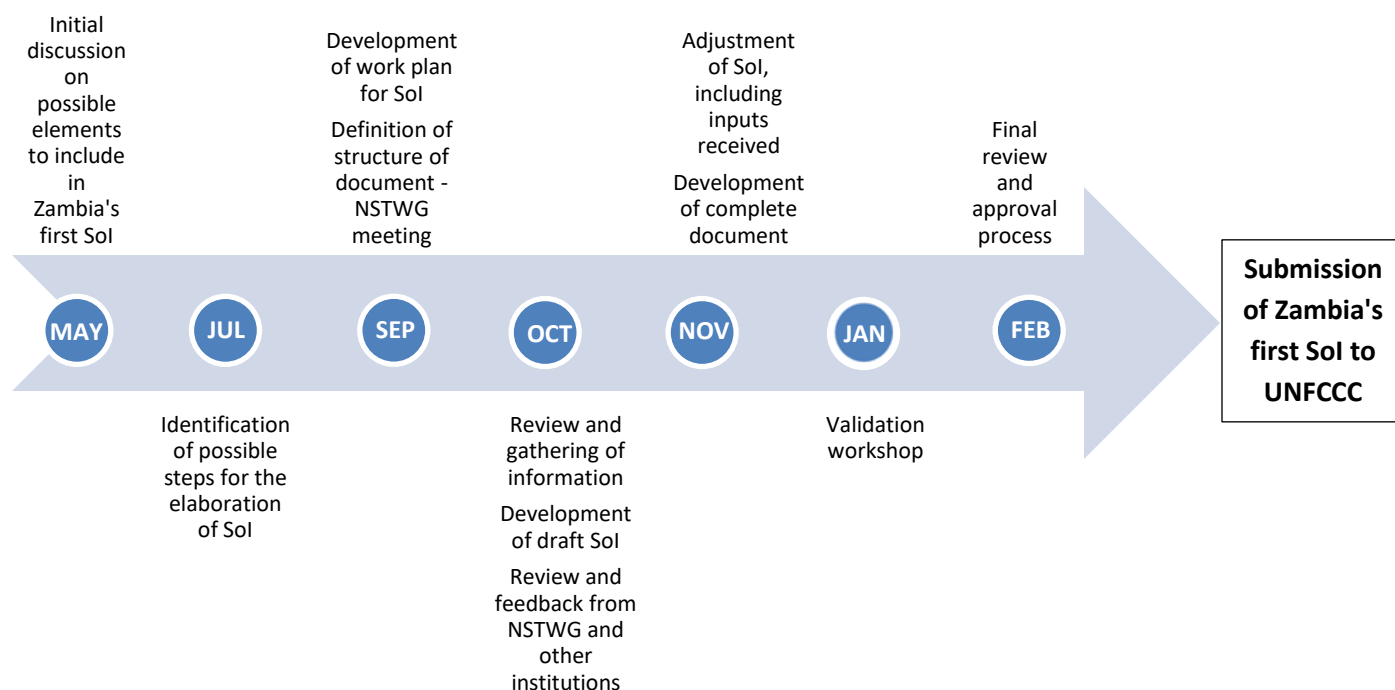 Initial
discussion
on
possible
elements
to include
in
Zambia's
first SoI
Development
of work plan
for SoI
Definition of
structure of
document -
NSTWG
meeting
Adjustment
of SoI,
including
inputs
received
Development
of complete
document
Final
review
and
approval
process
MAY
JUL
SEP
OCT
NOV
JAN
FEB
Submission
of Zambia's
first SoI to
UNFCCC
Identification
of possible
steps for the
elaboration
of SoI
Review and
gathering of
information
Development
of draft SoI
Review and
feedback from
NSTWG and
other
institutions
Validation
workshop